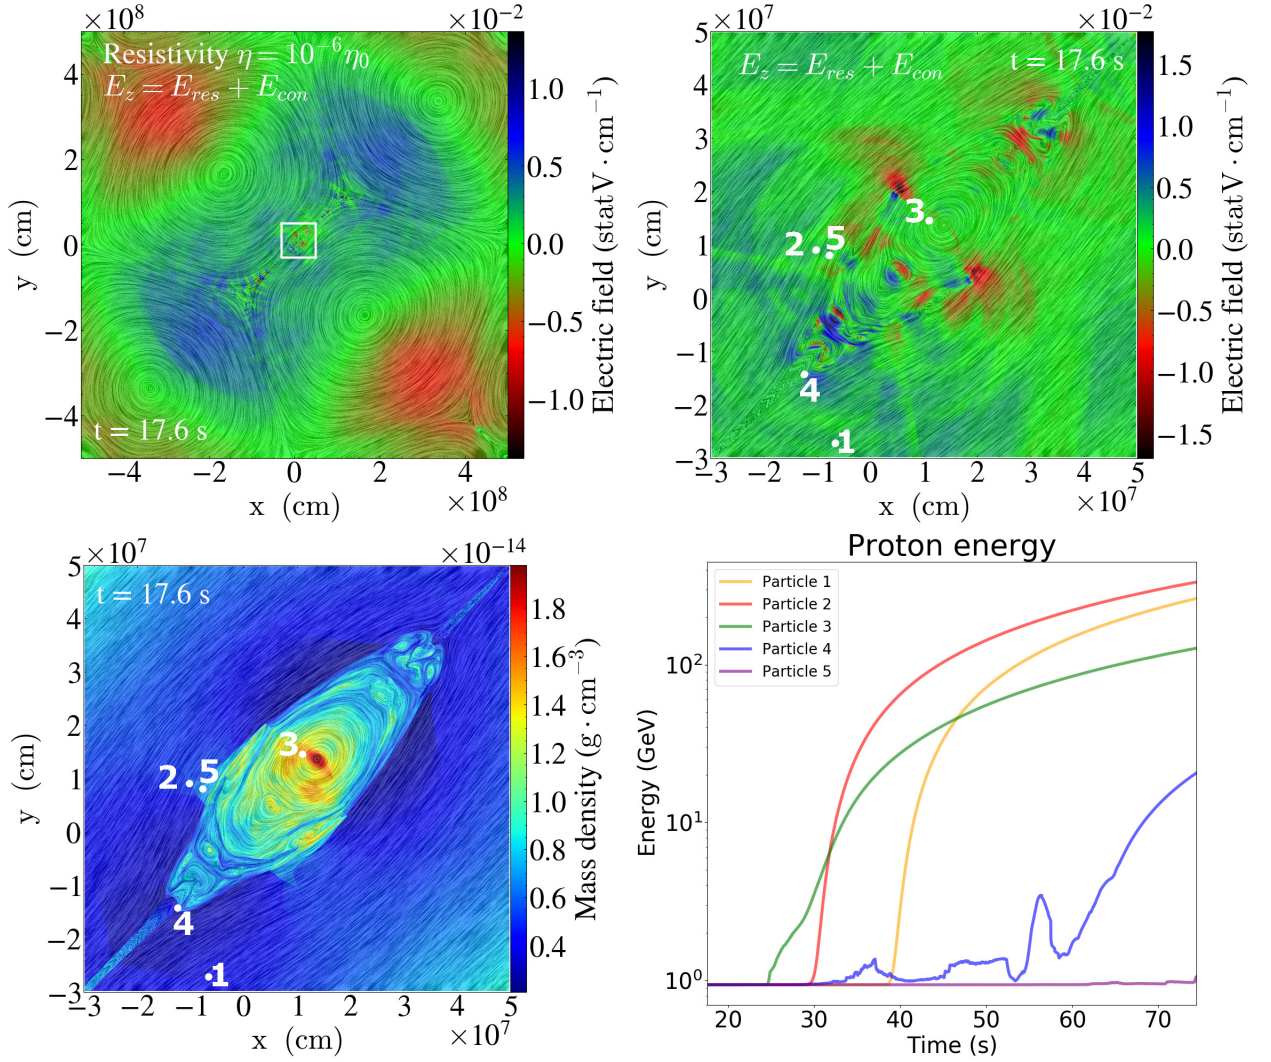 ×10⁸
×10⁻²
Resistivity η = 10⁻⁶η₀
E_z = E_res + E_con
t = 17.6 s
4
2
0
−2
−4
−4 −2 0 2 4
×10⁸
x (cm)
y (cm)
1.0
0.5
0.0
−0.5
−1.0
Electric field (statV · cm⁻¹)
×10⁷
×10⁻²
E_z = E_res + E_con
t = 17.6 s
5
4
3
2
1
0
−1
−2
−3
3
2 5
4
1
−3 −2 −1 0 1 2 3 4 5
×10⁷
x (cm)
y (cm)
1.5
1.0
0.5
0.0
−0.5
−1.0
−1.5
Electric field (statV · cm⁻¹)
×10⁷
×10⁻¹⁴
t = 17.6 s
5
4
3
2
1
0
−1
−2
−3
3
2 5
4
1
−3 −2 −1 0 1 2 3 4 5
×10⁷
x (cm)
y (cm)
1.8
1.6
1.4
1.2
1.0
0.8
0.6
0.4
Mass density (g · cm⁻³)
Proton energy
Particle 1
Particle 2
Particle 3
Particle 4
Particle 5
10²
10¹
10⁰
Energy (GeV)
20 30 40 50 60 70
Time (s)